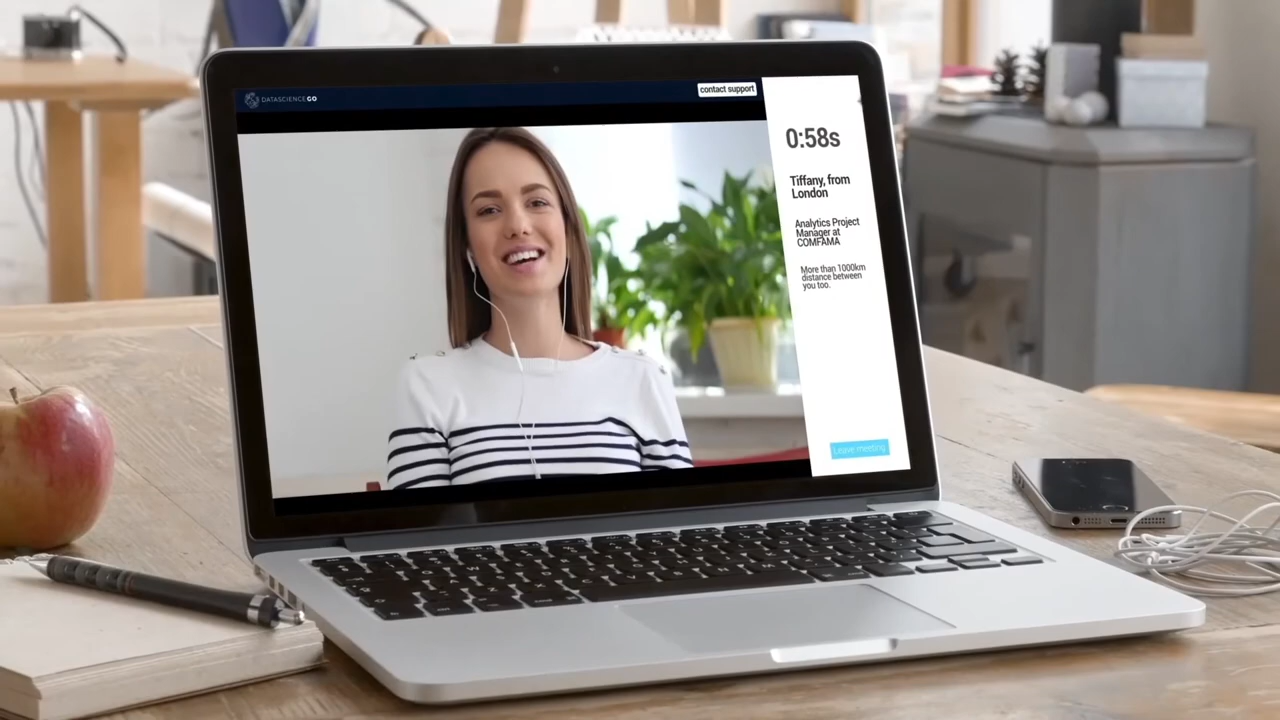 DATASCIENCEGO
contact support
0:58s
Tiffany, from
London
Analytics Project
Manager at
COMFAMA
More than 1000km
distance between
you too.
Leave meeting